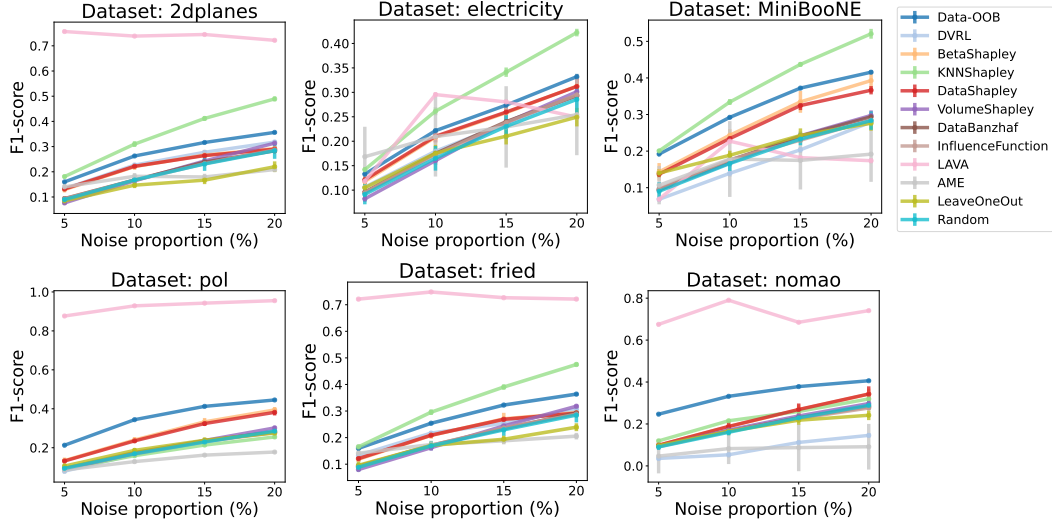 Dataset: 2dplanes
F1-score
0.7
0.6
0.5
0.4
0.3
0.2
0.1
5
10
15
20
Noise proportion (%)
Dataset: electricity
F1-score
0.40
0.35
0.30
0.25
0.20
0.15
0.10
5
10
15
20
Noise proportion (%)
Dataset: MiniBooNE
F1-score
0.5
0.4
0.3
0.2
0.1
5
10
15
20
Noise proportion (%)
Data-OOB
DVRL
BetaShapley
KNNShapley
DataShapley
VolumeShapley
DataBanzhaf
InfluenceFunction
LAVA
AME
LeaveOneOut
Random
Dataset: pol
F1-score
1.0
0.8
0.6
0.4
0.2
5
10
15
20
Noise proportion (%)
Dataset: fried
F1-score
0.7
0.6
0.5
0.4
0.3
0.2
0.1
5
10
15
20
Noise proportion (%)
Dataset: nomao
F1-score
0.8
0.6
0.4
0.2
0.0
5
10
15
20
Noise proportion (%)